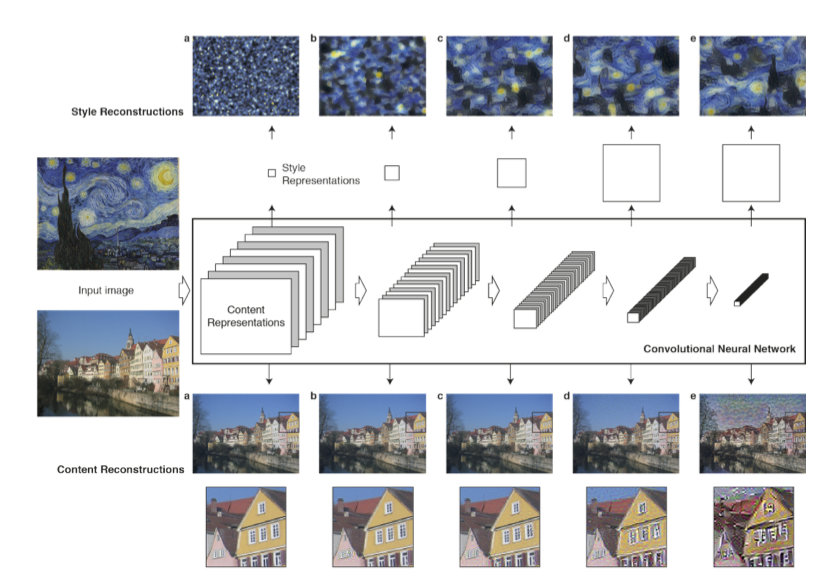 a b c d e
Style Reconstructions
Style
Representations
Input image
Content
Representations
Convolutional Neural Network
a b c d e
Content Reconstructions